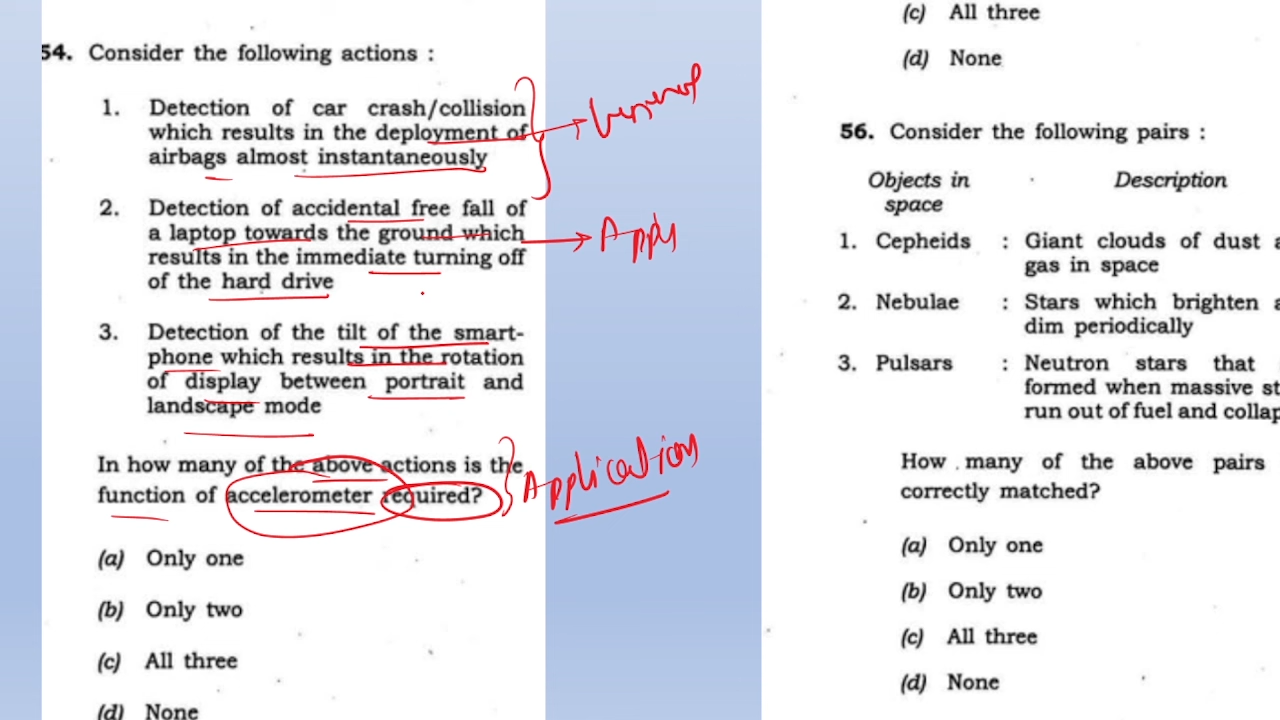 54. Consider the following actions :
1. Detection of car crash/collision
which results in the deployment of
airbags almost instantaneously
2. Detection of accidental free fall of
a laptop towards the ground which
results in the immediate turning off
of the hard drive
3. Detection of the tilt of the smart-
phone which results in the rotation
of display between portrait and
landscape mode
In how many of the above actions is the
function of accelerometer required?
(a) Only one
(b) Only two
(c) All three
(d) None
Application
(c) All three
(d) None
56. Consider the following pairs :
Objects in Description
space
1. Cepheids : Giant clouds of dust
gas in space
2. Nebulae : Stars which brighten
dim periodically
3. Pulsars : Neutron stars that
formed when massive
run out of fuel and
How many of the above pairs
correctly matched?
(a) Only one
(b) Only two
(c) All three
(d) None